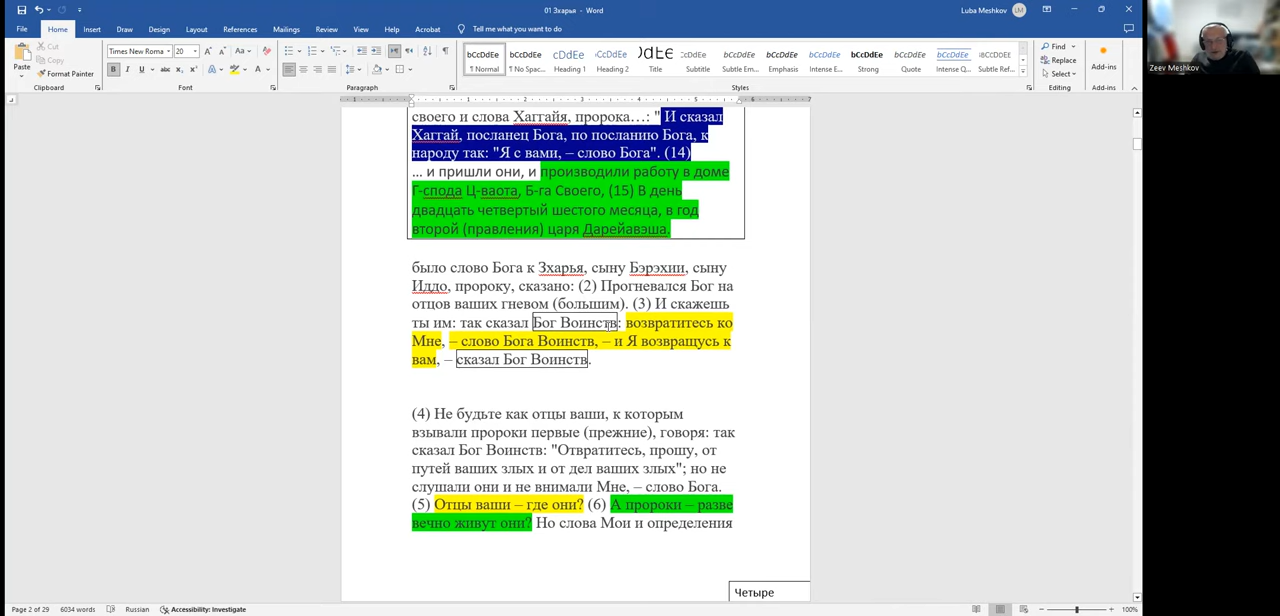 01 Зхарья - Word
Luba Meshkov
LM
File Home Insert Draw Design Layout References Mailings Review View Help Acrobat Tell me what you want to do
Paste
Cut
Copy
Format Painter
Clipboard
Times New Roma 20
Font
Paragraph
¶ Normal
¶ No Spac...
Heading 1
Heading 2
Title
Subtitle
Subtle Em...
Emphasis
Intense E...
Strong
Quote
Intense Q...
Subtle Ref...
Styles
Find
Replace
Select
Editing
Add-ins
Add-ins
Zeev Meshkov
своего и слова Хаггайя, пророка…: " И сказал
Хаггай, посланец Бога, по посланию Бога, к
народу так: "Я с вами, – слово Бога". (14)
… и пришли они, и производили работу в доме
Г-спода Ц-ваота, Б-га Своего, (15) В день
двадцать четвертый шестого месяца, в год
второй (правления) царя Дарейавэша.
было слово Бога к Зхарья, сыну Бэрэхии, сыну
Иддо, пророку, сказано: (2) Прогневался Бог на
отцов ваших гневом (большим). (3) И скажешь
ты им: так сказал Бог Воинств: возвратитесь ко
Мне, – слово Бога Воинств, – и Я возвращусь к
вам, – сказал Бог Воинств.
(4) Не будьте как отцы ваши, к которым
взывали пророки первые (прежние), говоря: так
сказал Бог Воинств: "Отвратитесь, прошу, от
путей ваших злых и от дел ваших злых"; но не
слушали они и не внимали Мне, – слово Бога.
(5) Отцы ваши – где они? (6) А пророки – разве
вечно живут они? Но слова Мои и определения
Четыре
Page 2 of 29 6034 words Russian Accessibility: Investigate 100%